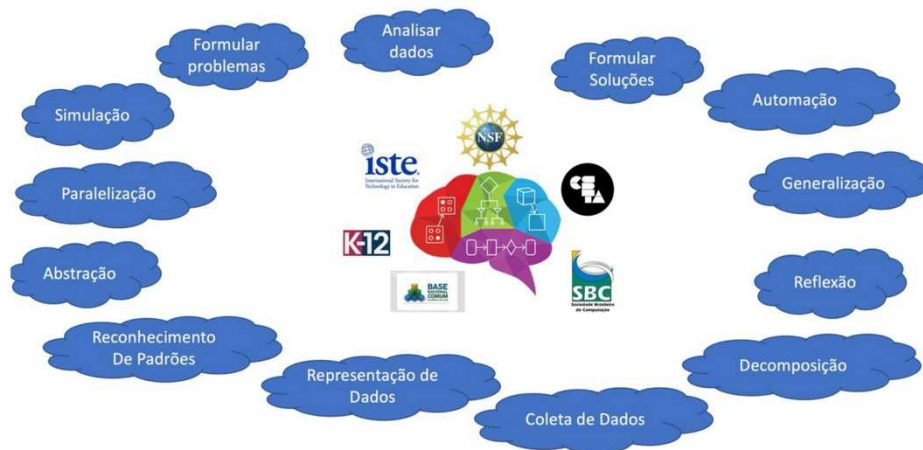 Formular
problemas
Analisar
dados
Formular
Soluções
Automação
Simulação
NSF
iste.
International Society for
Technology in Education
Paralelização
Generalização
K-12
Abstração
BASE
NACIONAL
COMUM
SBC
Sociedade Brasileira
de Computação
Reflexão
Reconhecimento
De Padrões
Decomposição
Representação de
Dados
Coleta de Dados